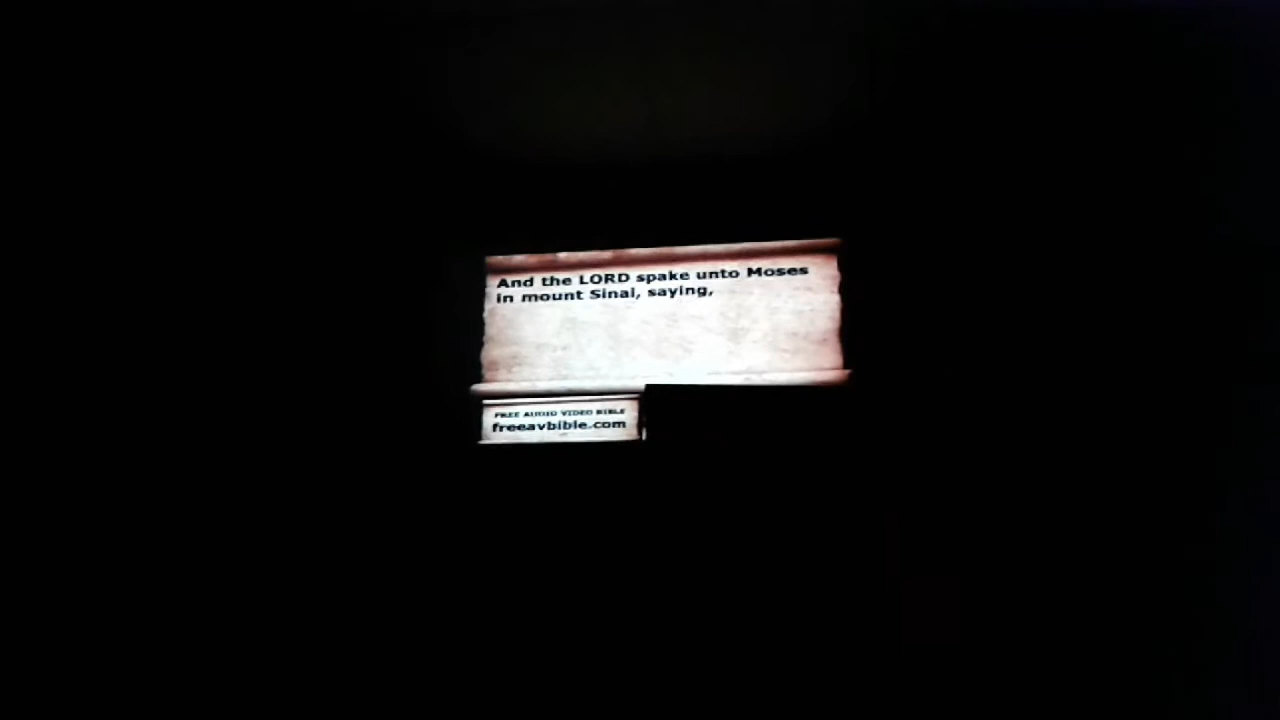 And the LORD spake unto Moses
in mount Sinai, saying,
FREE AUDIO VIDEO BIBLE
freeavbible.com